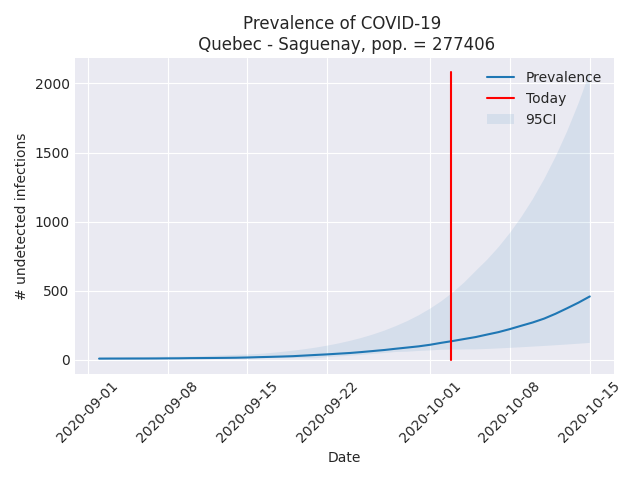 Prevalence of COVID-19
Quebec - Saguenay, pop. = 277406
# undetected infections
2000
1500
1000
500
0
Prevalence
Today
95CI
2020-09-01
2020-09-08
2020-09-15
2020-09-22
2020-10-01
2020-10-08
2020-10-15
Date